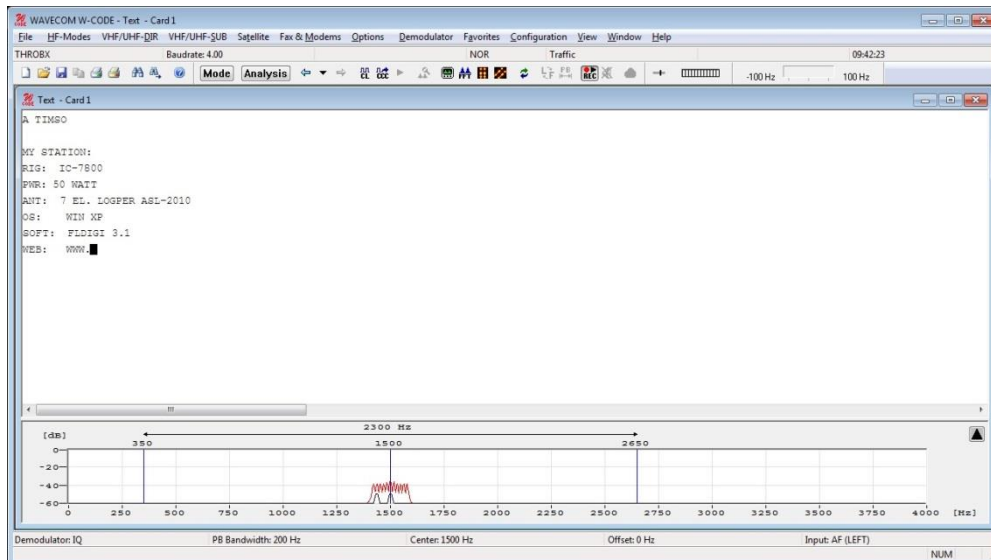 WAVECOM W-CODE - Text - Card 1
File HF-Modes VHF/UHF-DIR VHF/UHF-SUB Satellite Fax & Modems Options Demodulator Favorites Configuration View Window Help
THROBX Baudrate: 4.00 NOR Traffic 09:42:23
Mode Analysis REC -100 Hz 100 Hz
Text - Card 1
A TIMSO
MY STATION:
RIG: IC-7800
PWR: 50 WATT
ANT: 7 EL. LOGPER ASL-2010
OS: WIN XP
SOFT: FLDIGI 3.1
WEB: WWW.
2300 Hz
[dB] 350 1500 2650
0
-20
-40
-60
0 250 500 750 1000 1250 1500 1750 2000 2250 2500 2750 3000 3250 3500 3750 4000 [Hz]
Demodulator: IQ PB Bandwidth: 200 Hz Center: 1500 Hz Offset: 0 Hz Input: AF (LEFT)
NUM